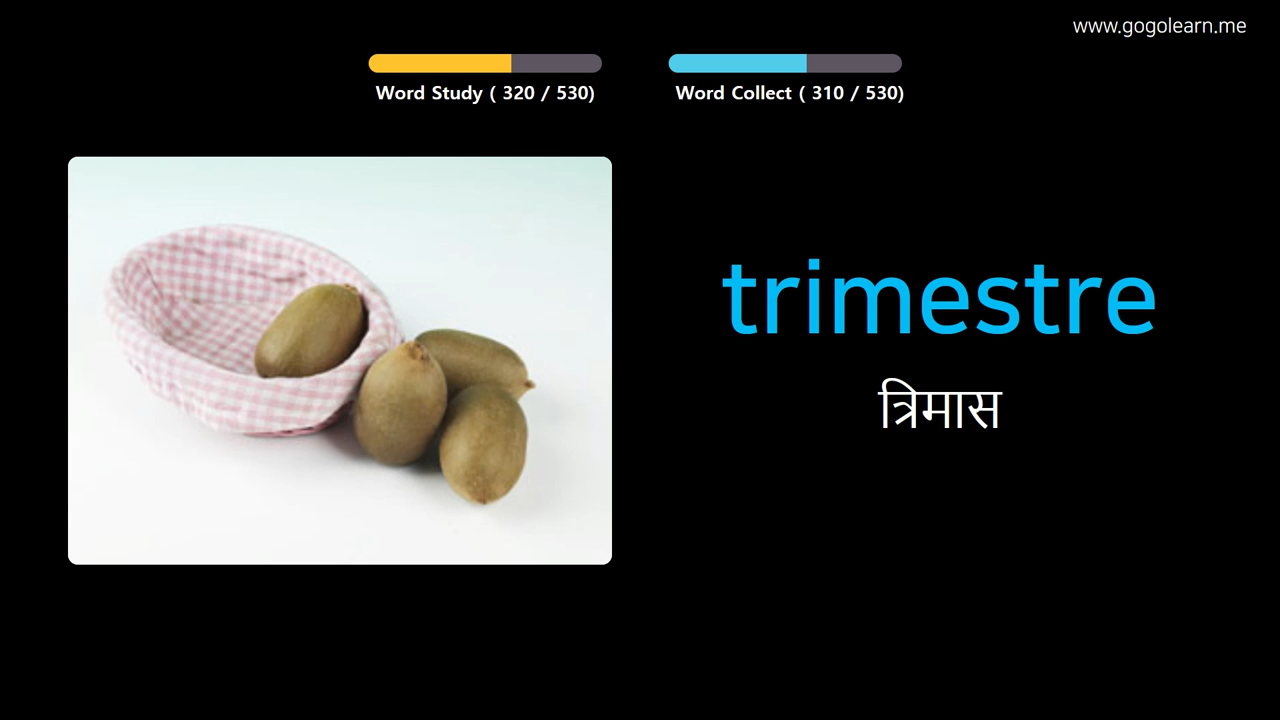 www.gogolearn.me
Word Study ( 320 / 530)
Word Collect ( 310 / 530)
trimestre
त्रिमास